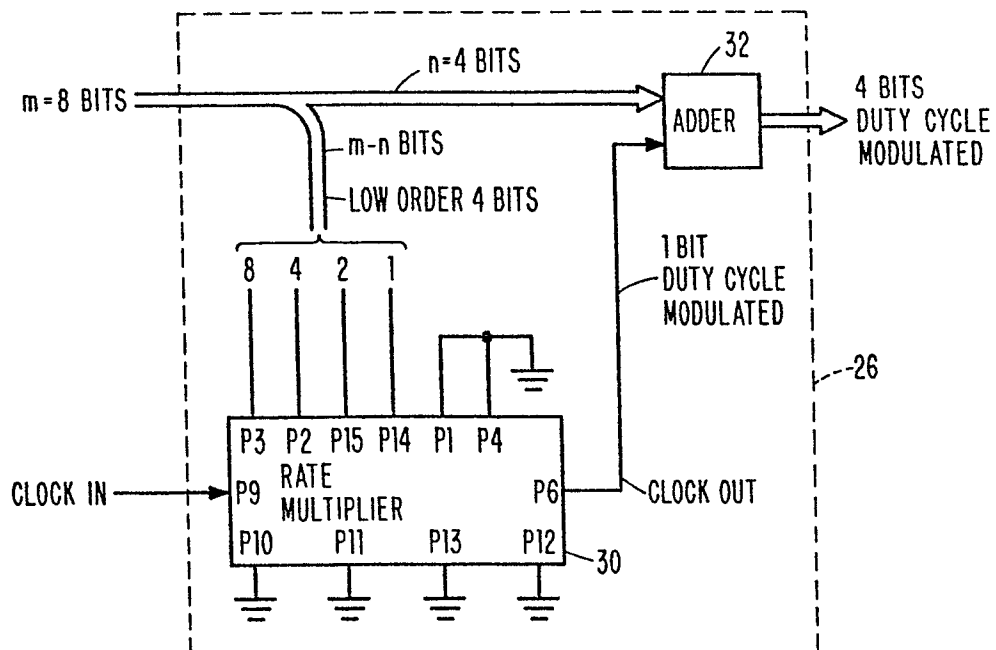 32
n=4 BITS
m=8 BITS
ADDER
4 BITS
DUTY CYCLE
MODULATED
m-n BITS
LOW ORDER 4 BITS
8 4 2 1
1 BIT
DUTY CYCLE
MODULATED
26
P3 P2 P15 P14 P1 P4
CLOCK IN
P9
RATE
MULTIPLIER
P6
CLOCK OUT
P10 P11 P13 P12
30